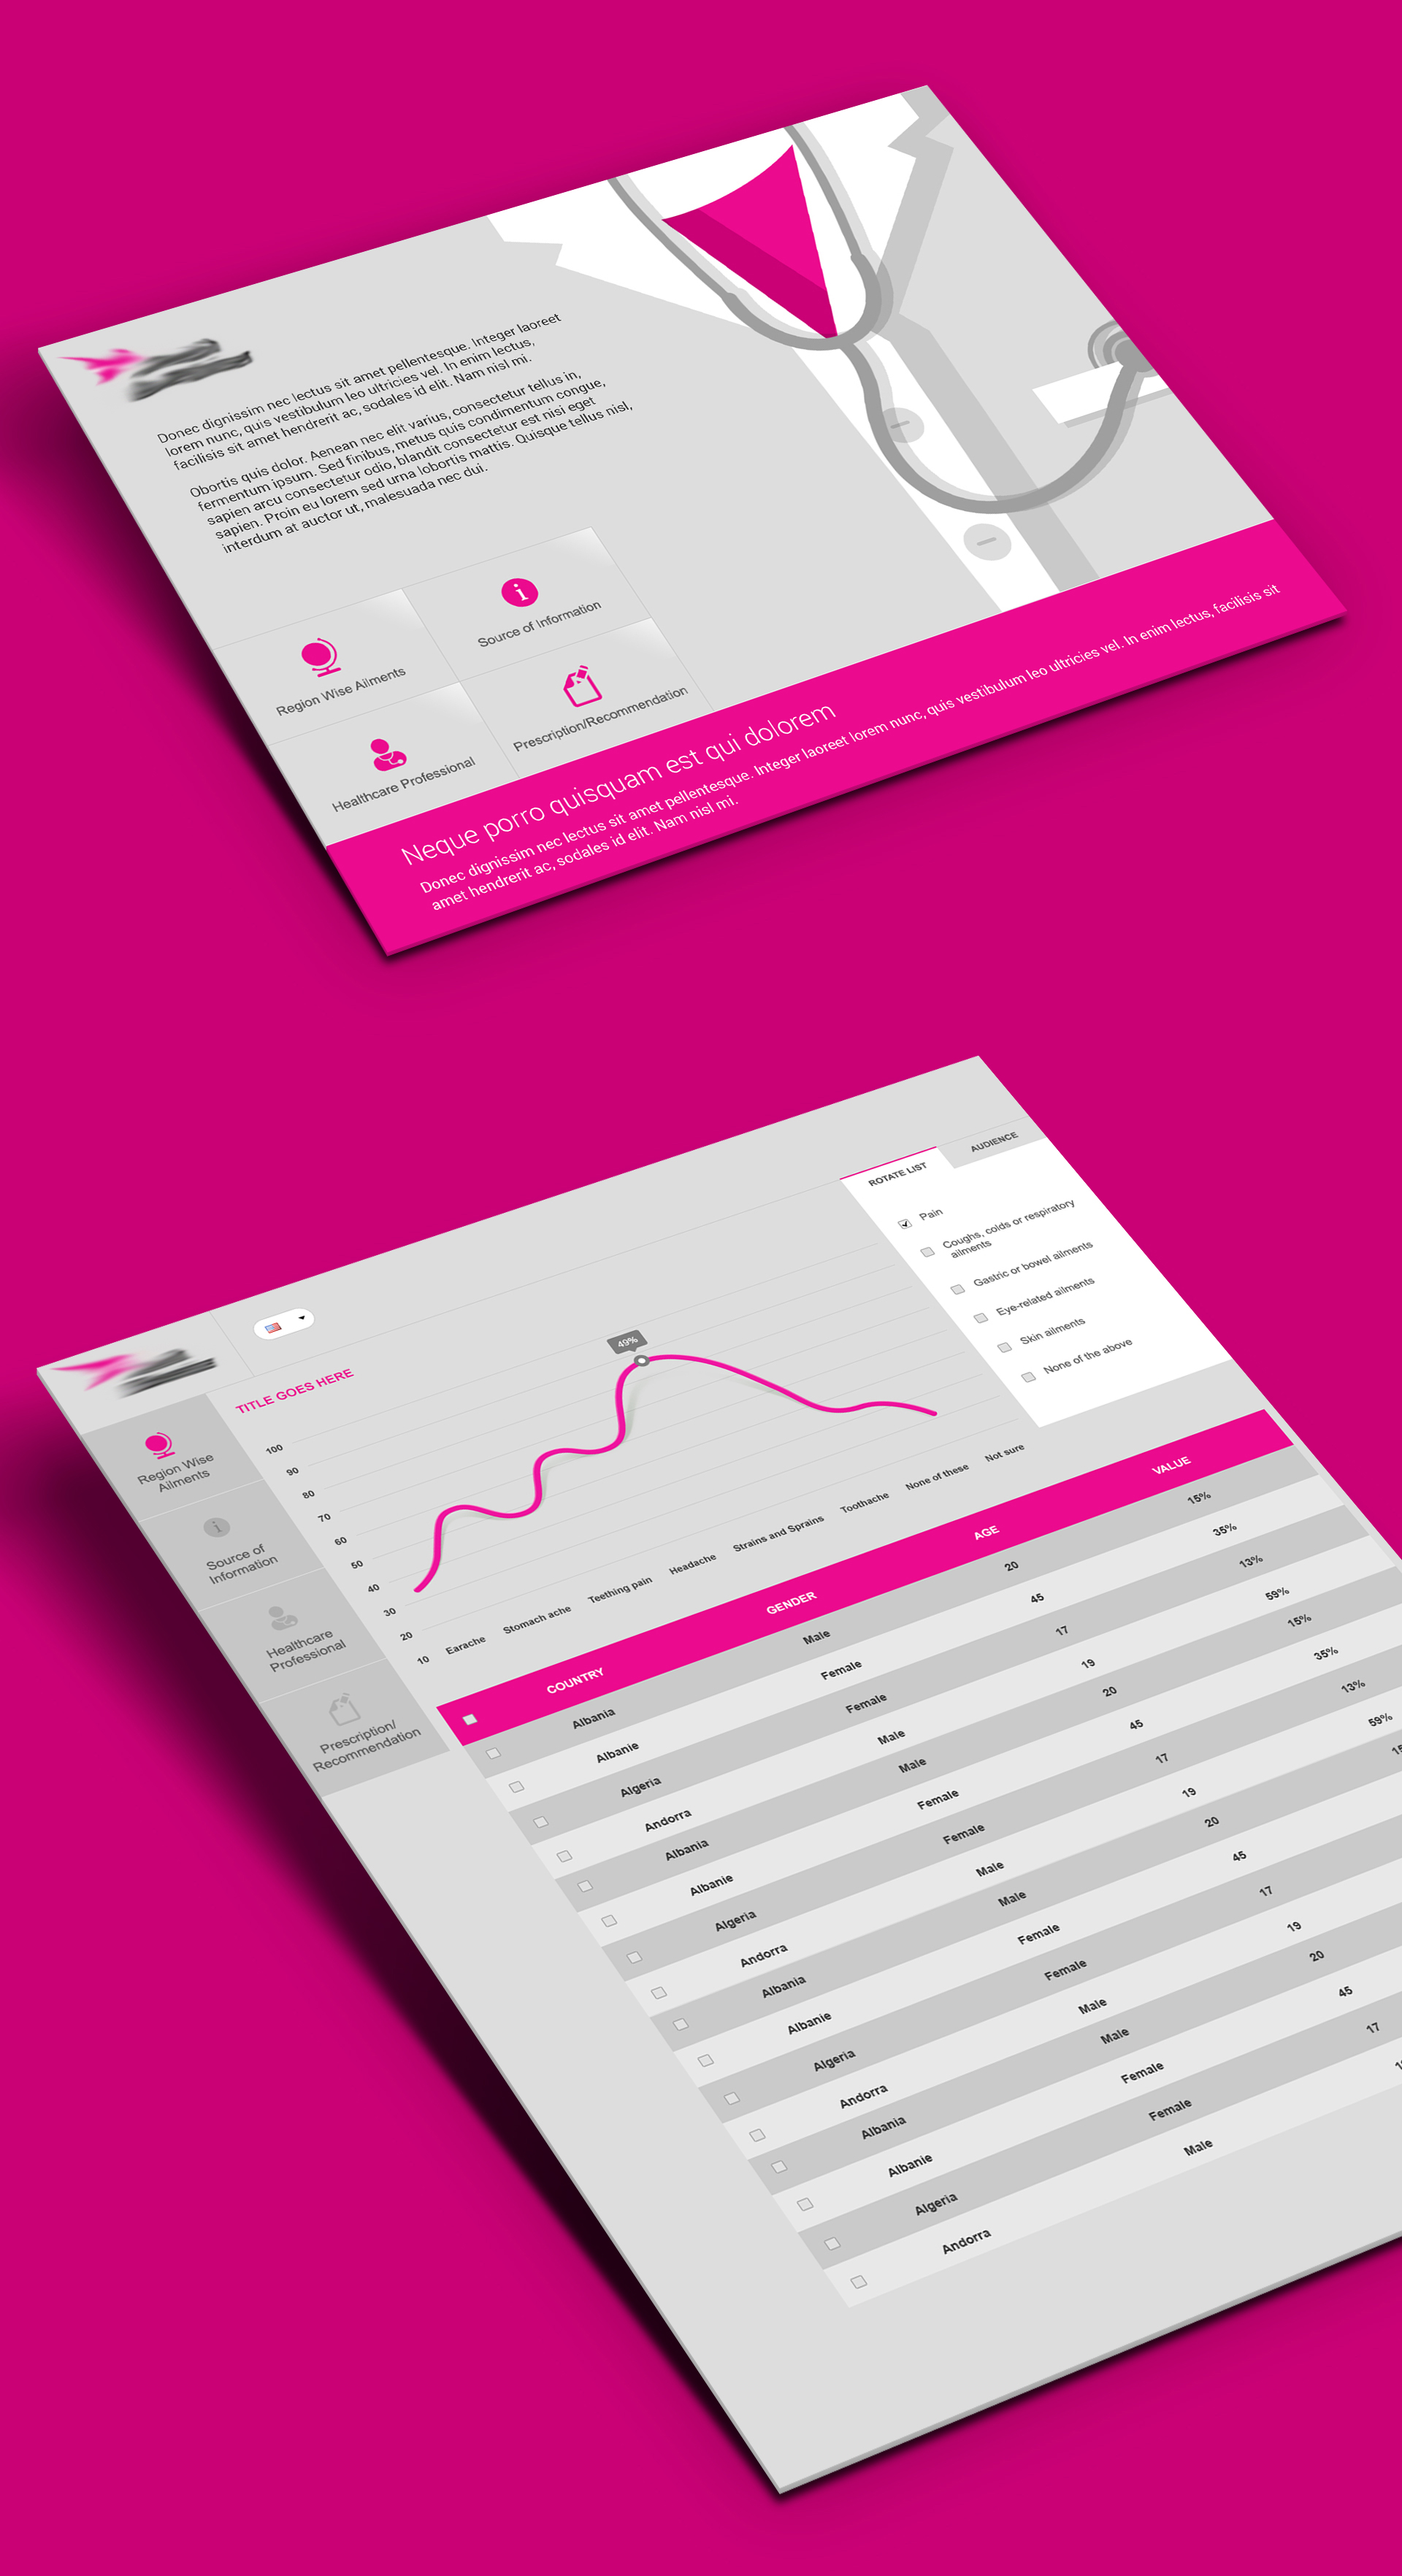 Donec dignissim nec lectus sit amet pellentesque. Integer laoreet
lorem nunc, quis vestibulum leo ultricies vel. In enim lectus,
facilisis sit amet hendrerit ac, sodales id elit. Nam nisl mi.
Obortis quis dolor. Aenean nec elit varius, consectetur tellus in,
fermentum ipsum. Sed finibus, metus quis condimentum congue,
sapien arcu consectetur odio, blandit consectetur est nisi eget
sapien. Proin eu lorem sed urna lobortis mattis. Quisque tellus nisl,
interdum at auctor ut, malesuada nec dui.
Region Wise Ailments
Source of Information
Healthcare Professional
Prescription/Recommendation
Neque porro quisquam est qui dolorem
Donec dignissim nec lectus sit amet pellentesque. Integer laoreet lorem nunc, quis vestibulum leo ultricies vel. In enim lectus, facilisis sit
amet hendrerit ac, sodales id elit. Nam nisl mi.
Region Wise
Ailments
Source of
Information
Healthcare
Professional
Prescription/
Recommendation
TITLE GOES HERE
100
90
80
70
60
50
40
30
20
10
49%
Earache
Stomach ache
Teething pain
Headache
Strains and Sprains
Toothache
None of these
Not sure
ROTATE LIST
AUDIENCE
Pain
Coughs, colds or respiratory
ailments
Gastric or bowel ailments
Eye-related ailments
Skin ailments
None of the above
COUNTRY GENDER AGE VALUE
Albania Male 20 15%
Albanie Female 45 35%
Algeria Female 17 13%
Andorra Male 19 59%
Albania Male 20 15%
Albanie Female 45 35%
Algeria Female 17 13%
Andorra Male 19 59%
Albania Male 20
Albanie Female 45
Algeria Female 17
Andorra Male 19
Albania Male 20
Albanie Female 45
Algeria Female 17
Andorra Male